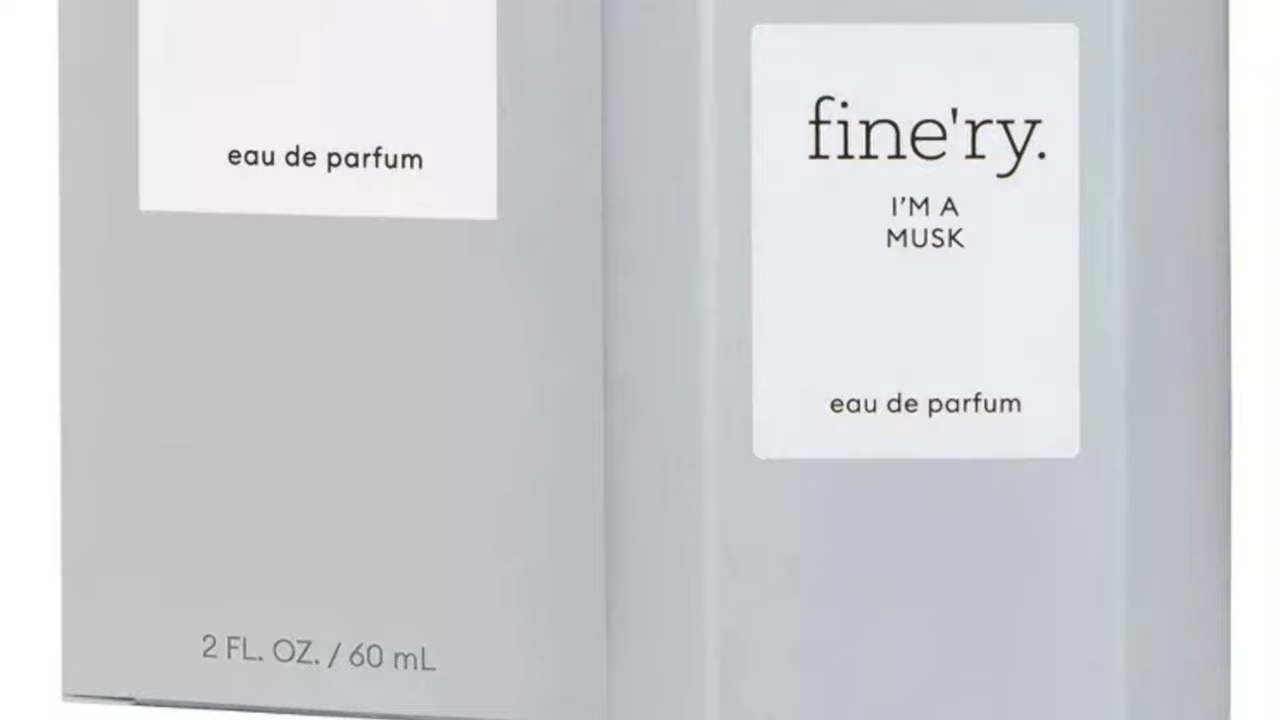 eau de parfum
2 FL. OZ. / 60 mL
fine'ry.
I'M A
MUSK
eau de parfum